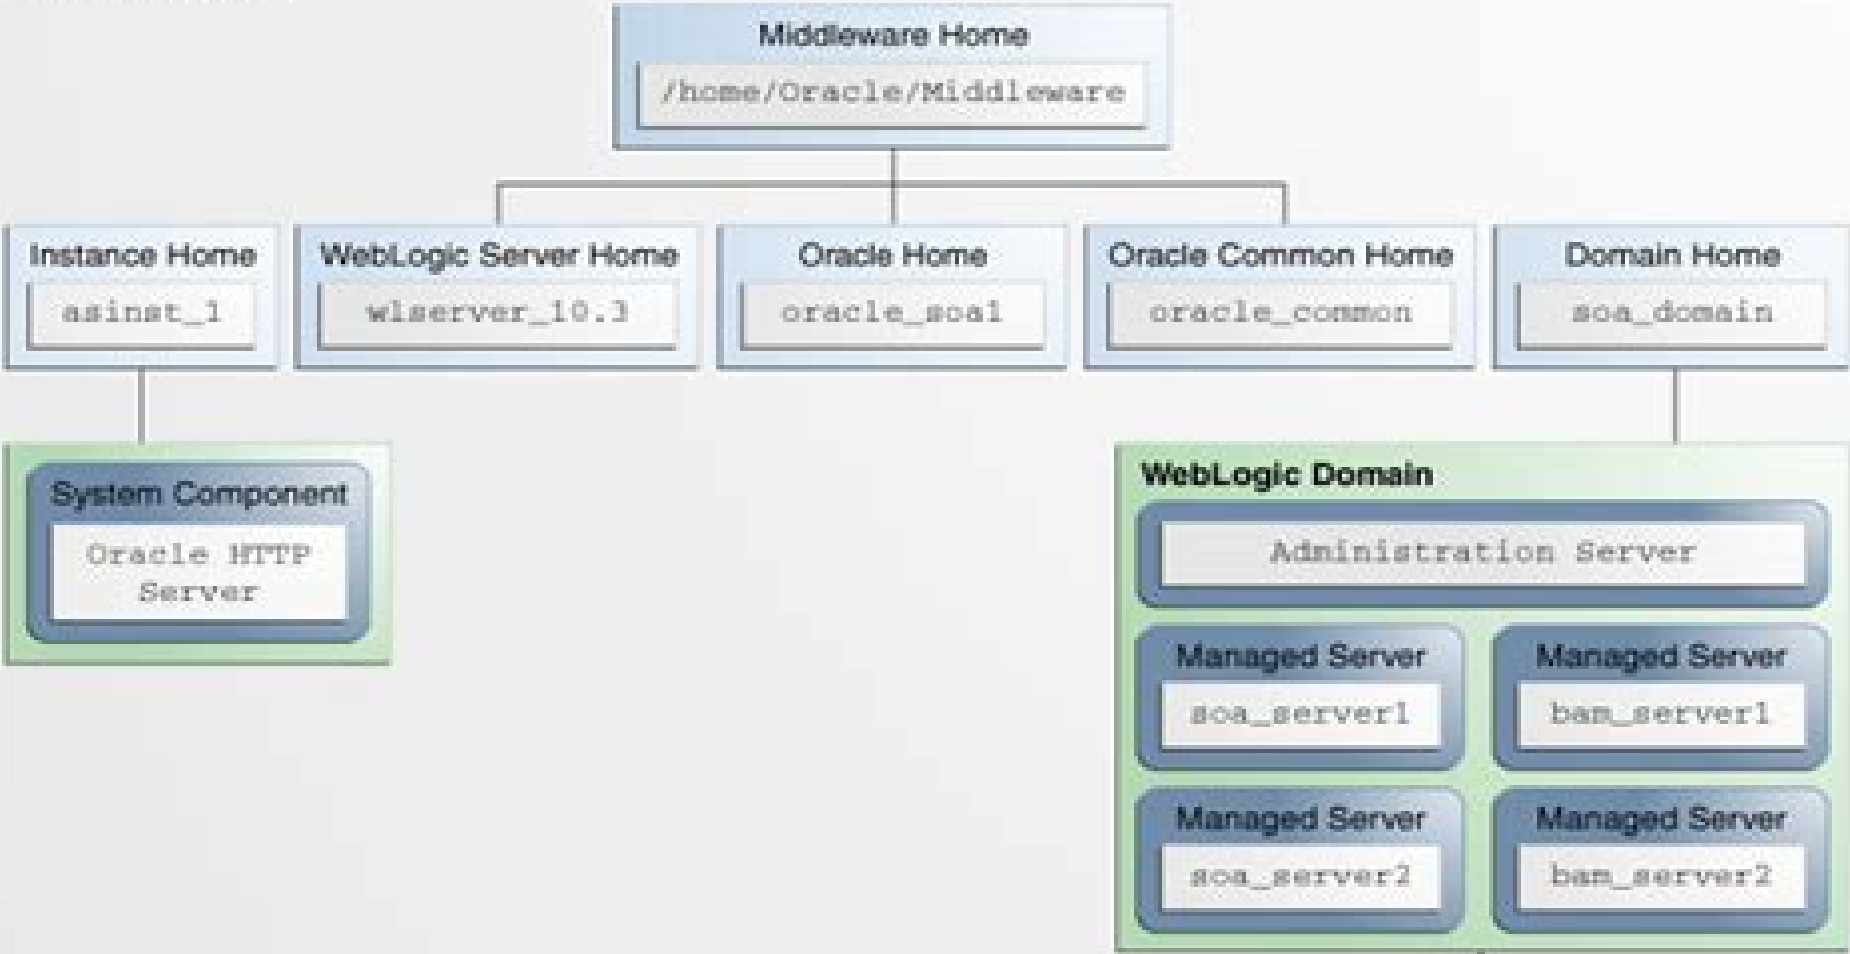 Middleware Home
/home/Oracle/Middleware
Instance Home
asinst_1
WebLogic Server Home
wlserver_10.3
Oracle Home
oracle_soa1
Oracle Common Home
oracle_common
Domain Home
soa_domain
System Component
Oracle HTTP
Server
WebLogic Domain
Administration Server
Managed Server
soa_server1
Managed Server
bam_server1
Managed Server
soa_server2
Managed Server
bam_server2